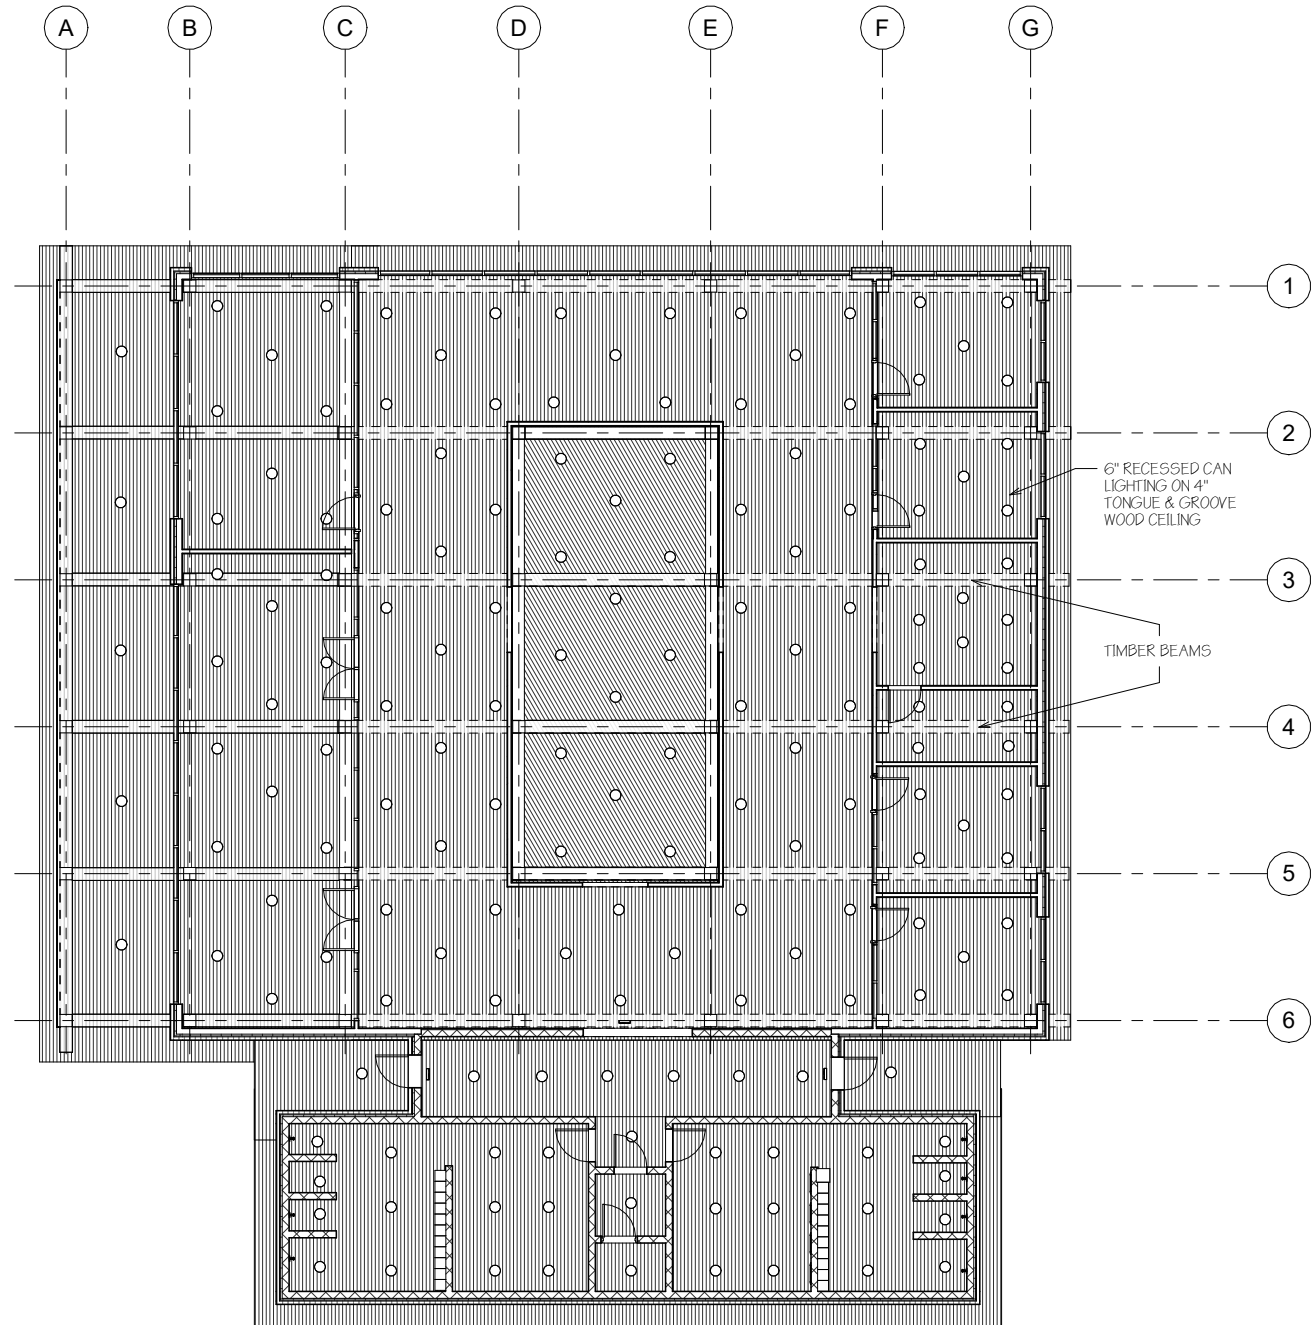 A B C D E F G
1
2
6" RECESSED CAN
LIGHTING ON 4"
TONGUE & GROOVE
WOOD CEILING
3
TIMBER BEAMS
4
5
6